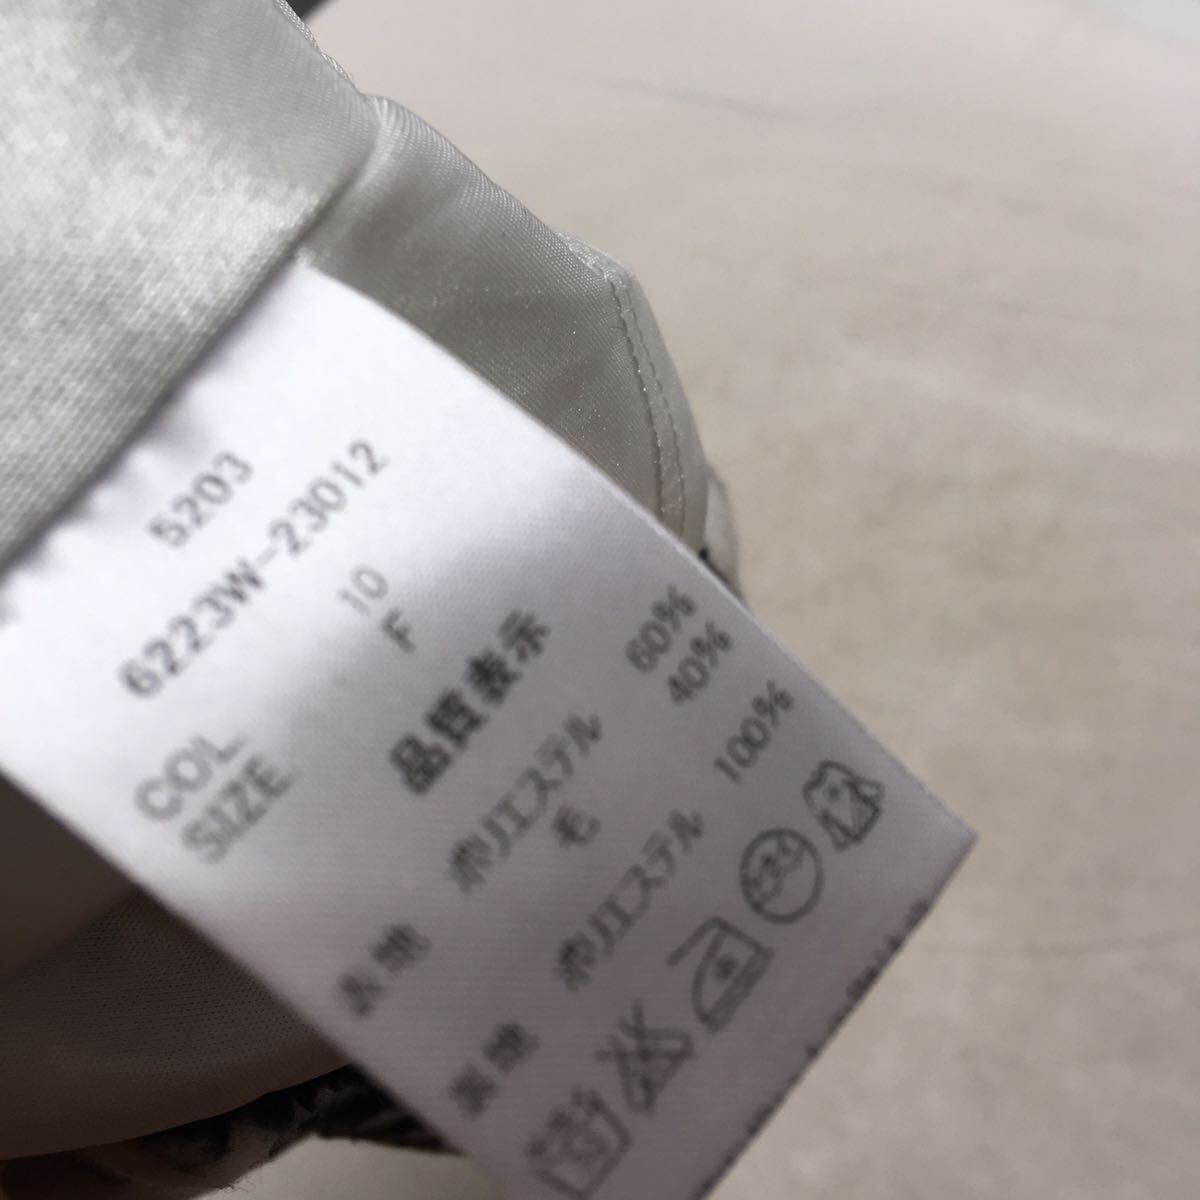 5203
6223W-23012
COL. 10
SIZE F
品質表示
表地 ポリエステル 60%
毛 40%
裏地 ポリエステル 100%